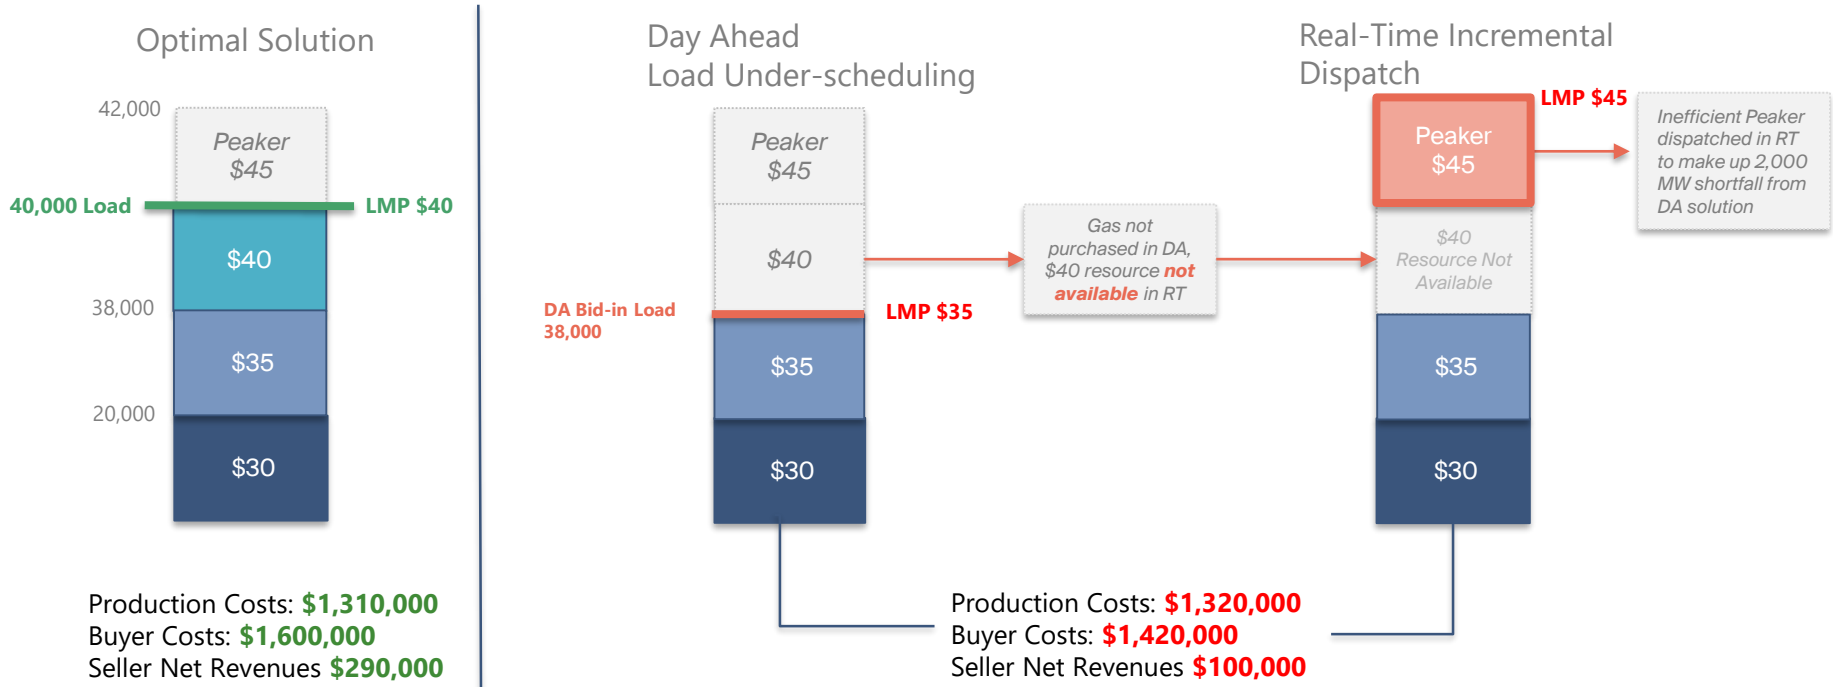 Optimal Solution
42,000
Peaker
$45
40,000 Load
LMP $40
$40
38,000
$35
20,000
$30
Production Costs: $1,310,000
Buyer Costs: $1,600,000
Seller Net Revenues $290,000
Day Ahead
Load Under-scheduling
Peaker
$45
$40
DA Bid-in Load
38,000
LMP $35
$35
$30
Gas not
purchased in DA,
$40 resource not
available in RT
Real-Time Incremental
Dispatch
LMP $45
Peaker
$45
$40
Resource Not
Available
$35
$30
Inefficient Peaker
dispatched in RT
to make up 2,000
MW shortfall from
DA solution
Production Costs: $1,320,000
Buyer Costs: $1,420,000
Seller Net Revenues $100,000